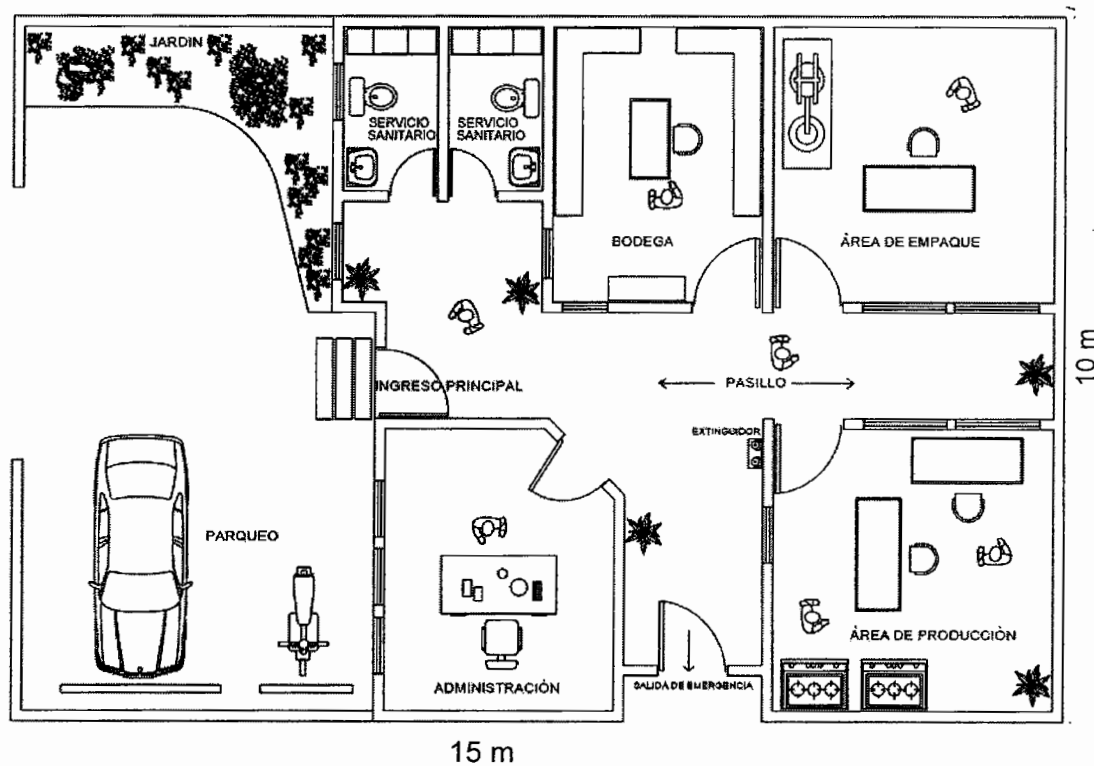 JARDIN
SERVICIO
SANITARIO
SERVICIO
SANITARIO
BODEGA
ÁREA DE EMPAQUE
INGRESO PRINCIPAL
PASILLO
10 m
EXTINGUIDOR
PARQUEO
ÁREA DE PRODUCCIÓN
ADMINISTRACIÓN
SALIDA DE EMERGENCIA
15 m